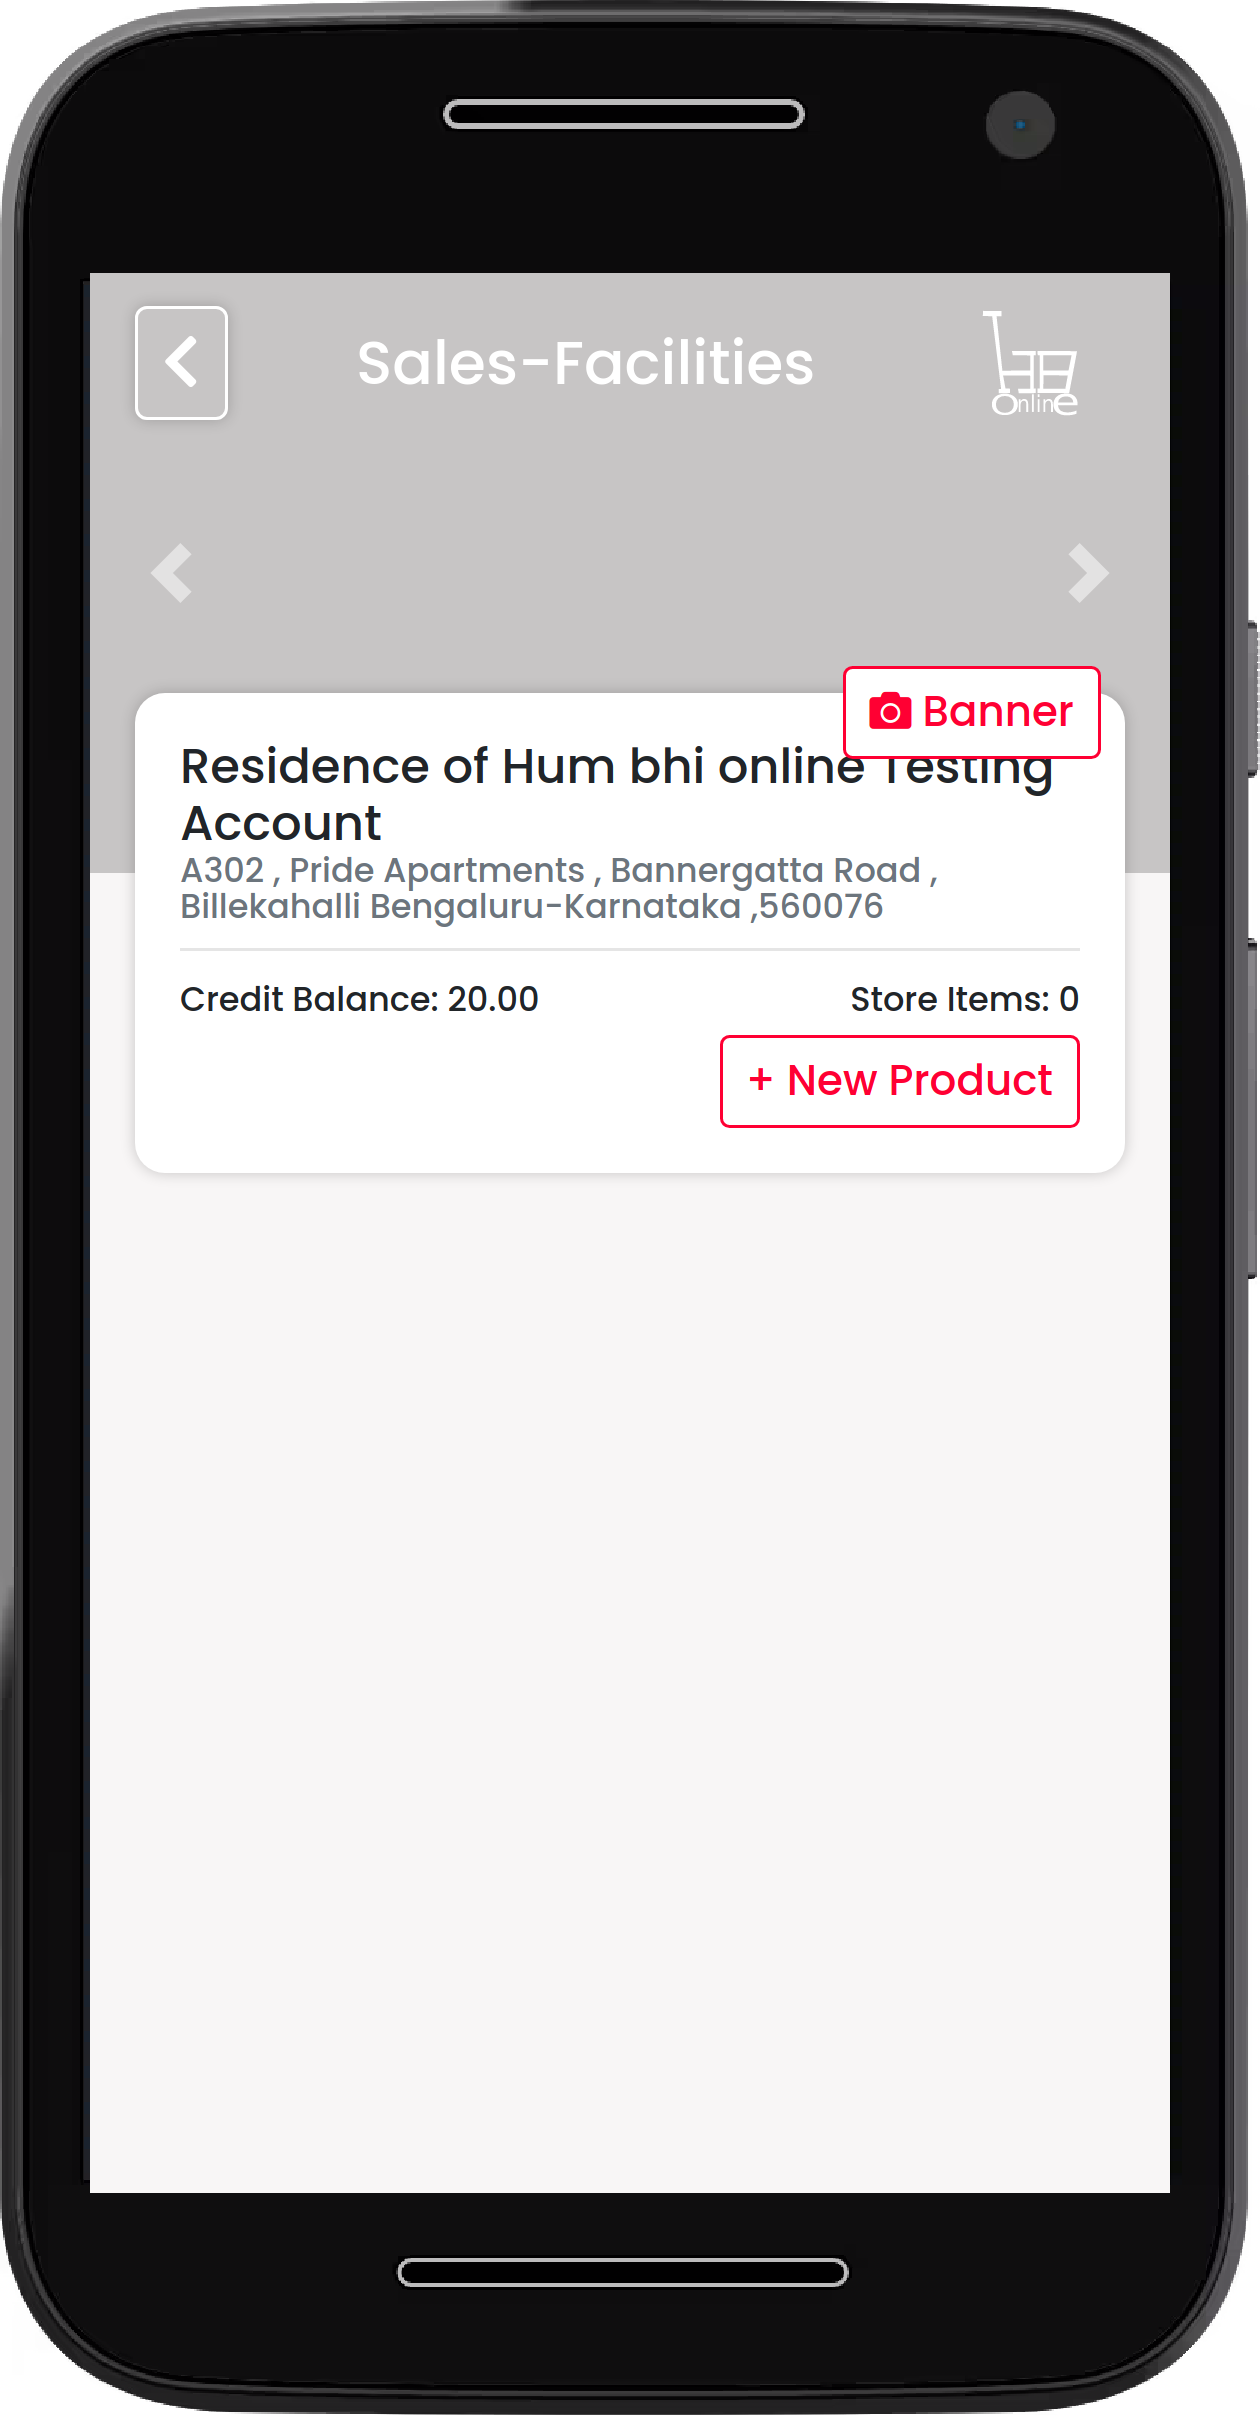 Sales-Facilities
Online
Banner
Residence of Hum bhi online Testing
Account
A302 , Pride Apartments , Bannergatta Road ,
Billekahalli Bengaluru-Karnataka ,560076
Credit Balance: 20.00
Store Items: 0
+ New Product